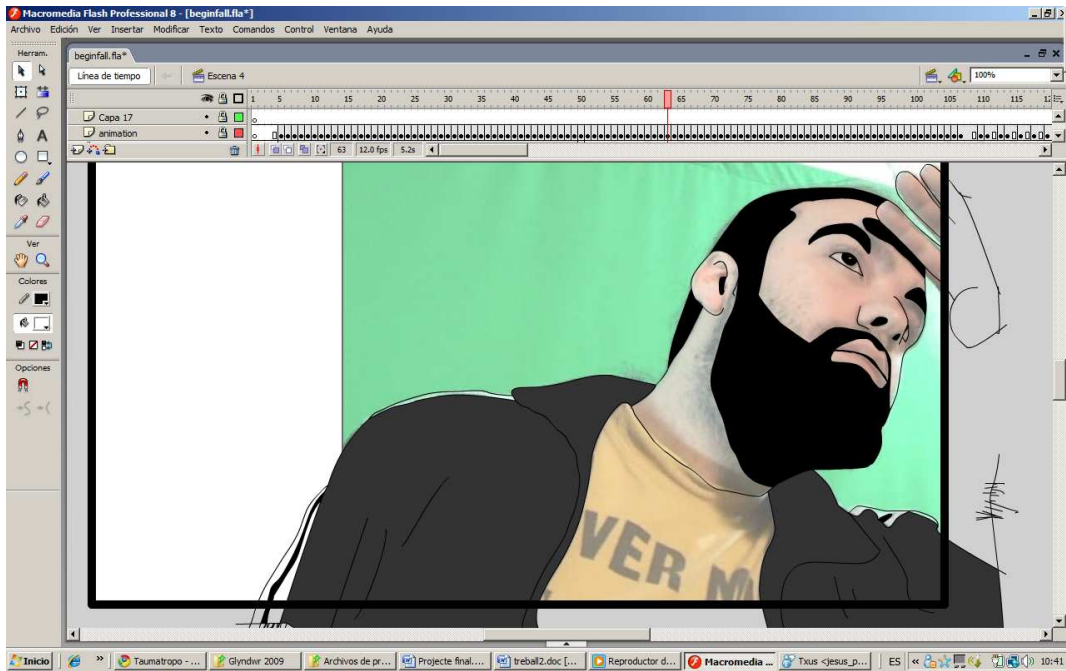 Macromedia Flash Professional 8 - [beginfall.fla*]
Archivo Edición Ver Insertar Modificar Texto Comandos Control Ventana Ayuda
Herram.
beginfall.fla*
Línea de tiempo
Escena 4
100%
1 5 10 15 20 25 30 35 40 45 50 55 60 65 70 75 80 85 90 95 100 105 110 115 12
Capa 17
animation
63 12.0 fps 5.2s
Ver
Colores
Opciones
VER M
Inicio
Taumatropo - ...
Glyndwr 2009
Archivos de pr...
Projecte final....
treball2.doc [...
Reproductor d...
Macromedia ...
Txus <jesus_p...
ES
10:41